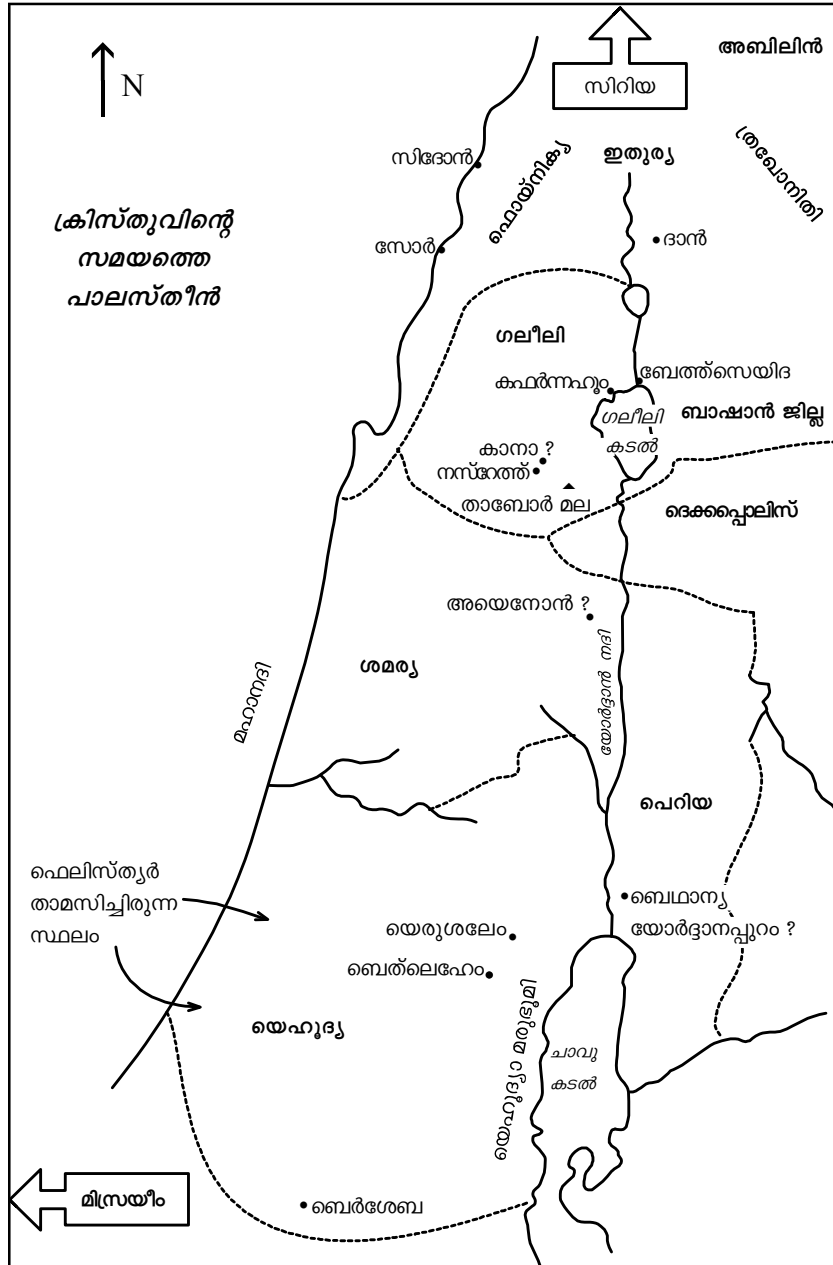 അബിലിൻ
സിറിയ
N
ത്രഖോനിതി
സിദോൻ
ഫൊയ്നിക്യ
ഇതുര്യ
ക്രിസ്തുവിന്റെ
സമയത്തെ
പാലസ്തീൻ
സോർ
ദാൻ
ഗലീലി
കഫർന്നഹൂം
ബേത്ത്സെയിദ
ഗലീലി
കടൽ
ബാഷാൻ ജില്ല
കാനാ ?
നസ്റേത്ത്
താബോർ മല
ദെക്കപ്പൊലിസ്
അയെനോൻ ?
യോർദ്ദാൻ നദി
ശമര്യ
മഹാനദി
പെറിയ
ഫെലിസ്ത്യർ
താമസിച്ചിരുന്ന
സ്ഥലം
ബെഥാന്യ
യോർദ്ദാനപ്പുറം ?
യെരുശലേം
ബെത്ലെഹേം
യെഹൂദ്യ
യെഹൂദ്യാ മരുഭൂമി
ചാവു
കടൽ
മിസ്രയീം
ബെർശേബ